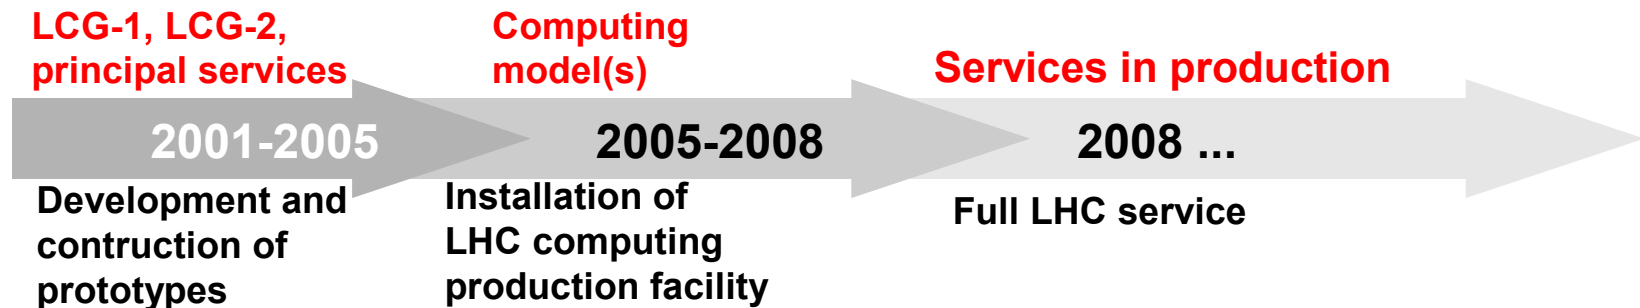 LCG-1, LCG-2,
principal services
Computing
model(s)
Services in production
2001-2005
2005-2008
2008 ...
Development and
contruction of
prototypes
Installation of
LHC computing
production facility
Full LHC service